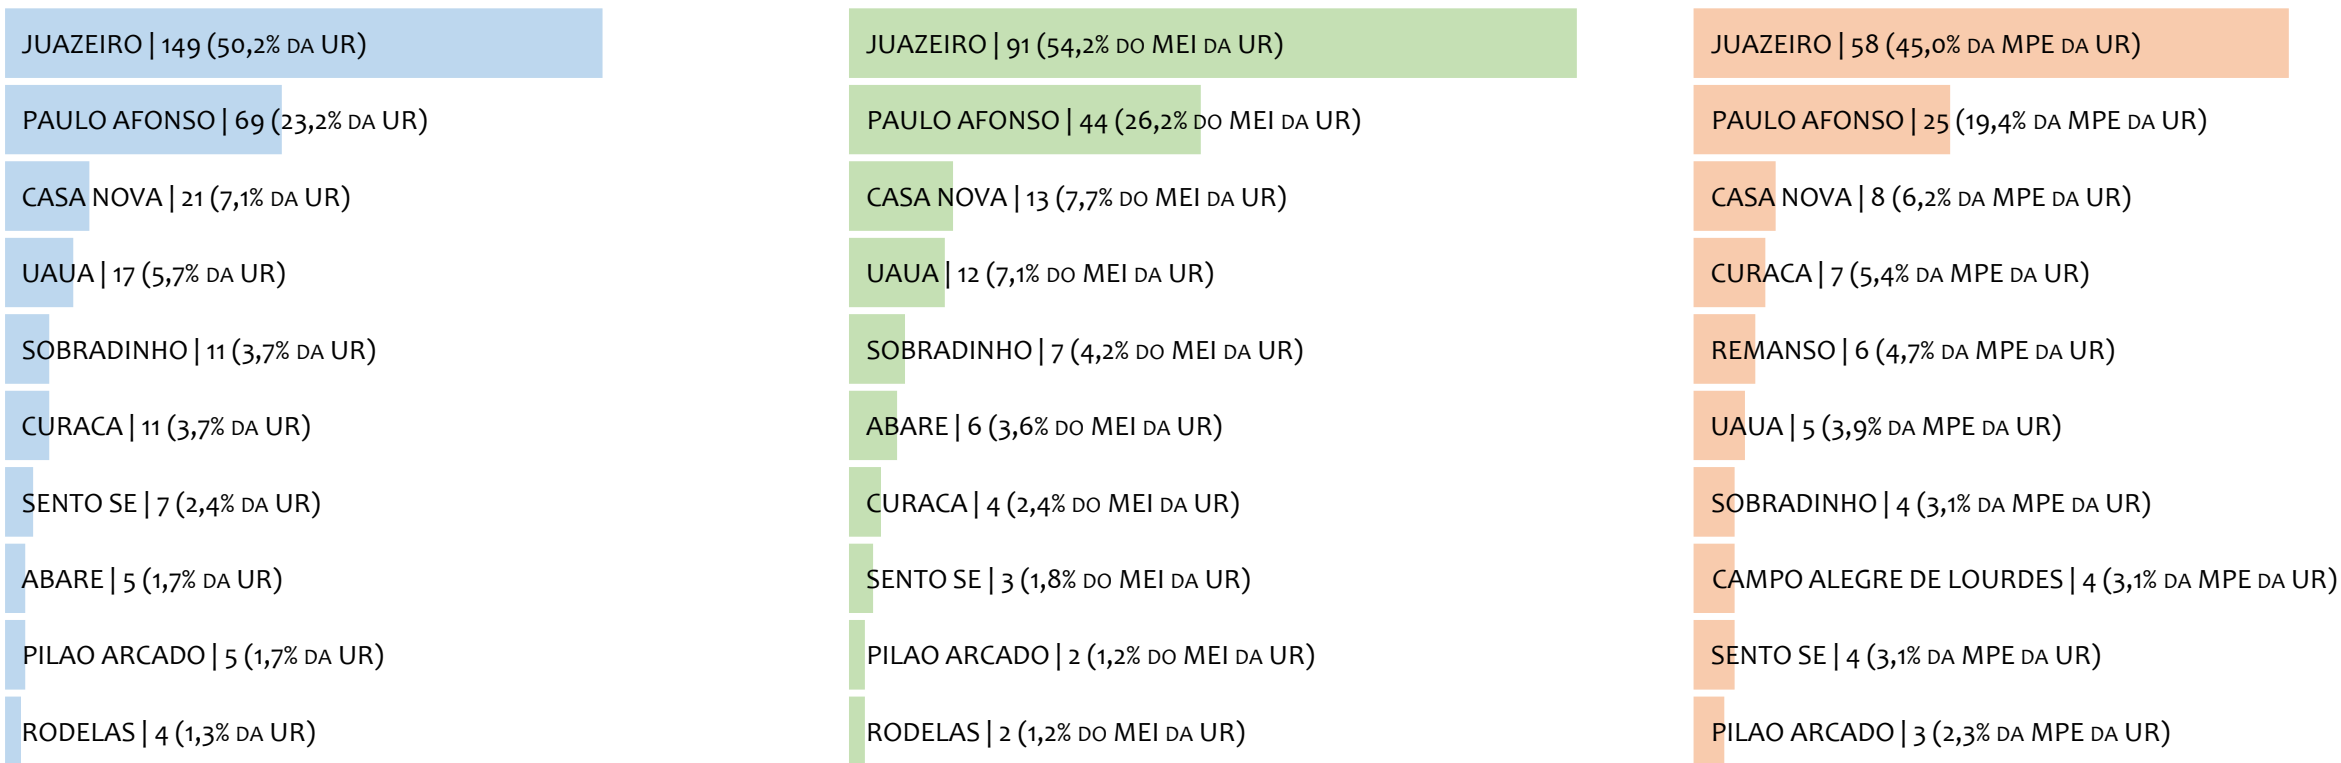 JUAZEIRO | 149 (50,2% DA UR)
PAULO AFONSO | 69 (23,2% DA UR)
CASA NOVA | 21 (7,1% DA UR)
UAUA | 17 (5,7% DA UR)
SOBRADINHO | 11 (3,7% DA UR)
CURACA | 11 (3,7% DA UR)
SENTO SE | 7 (2,4% DA UR)
ABARE | 5 (1,7% DA UR)
PILAO ARCADO | 5 (1,7% DA UR)
RODELAS | 4 (1,3% DA UR)
JUAZEIRO | 91 (54,2% DO MEI DA UR)
PAULO AFONSO | 44 (26,2% DO MEI DA UR)
CASA NOVA | 13 (7,7% DO MEI DA UR)
UAUA | 12 (7,1% DO MEI DA UR)
SOBRADINHO | 7 (4,2% DO MEI DA UR)
ABARE | 6 (3,6% DO MEI DA UR)
CURACA | 4 (2,4% DO MEI DA UR)
SENTO SE | 3 (1,8% DO MEI DA UR)
PILAO ARCADO | 2 (1,2% DO MEI DA UR)
RODELAS | 2 (1,2% DO MEI DA UR)
JUAZEIRO | 58 (45,0% DA MPE DA UR)
PAULO AFONSO | 25 (19,4% DA MPE DA UR)
CASA NOVA | 8 (6,2% DA MPE DA UR)
CURACA | 7 (5,4% DA MPE DA UR)
REMANSO | 6 (4,7% DA MPE DA UR)
UAUA | 5 (3,9% DA MPE DA UR)
SOBRADINHO | 4 (3,1% DA MPE DA UR)
CAMPO ALEGRE DE LOURDES | 4 (3,1% DA MPE DA UR)
SENTO SE | 4 (3,1% DA MPE DA UR)
PILAO ARCADO | 3 (2,3% DA MPE DA UR)